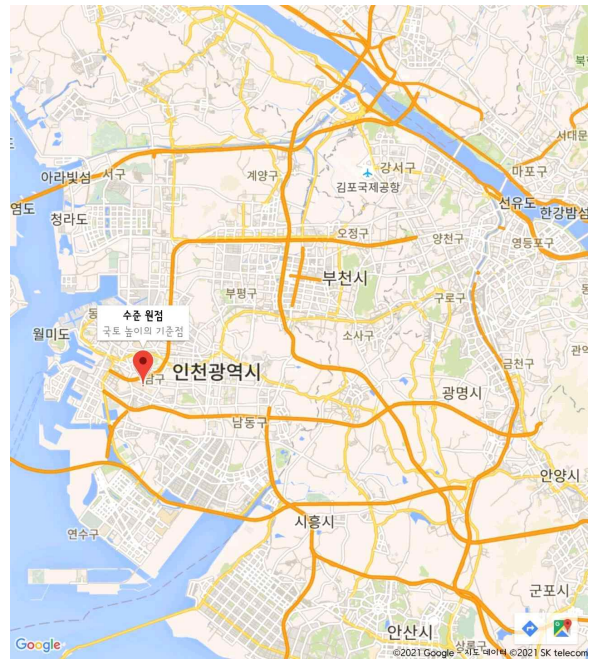 북
서대문
강서구
마포구
김포국제공항
계양구
아라빛섬
서구
염도
청라도
선유도
한강밤섬
오정구
양천구
영등포구
부천시
부평구
구로구
수준 원점
국토 높이의 기준점
동
월미도
소사구
관악
금천구
남구
인천광역시
광명시
남동구
안양시
시흥시
연수구
군포시
안산시
상록구
Google
©2021 Google - 지도 데이터 ©2021 SK telecom